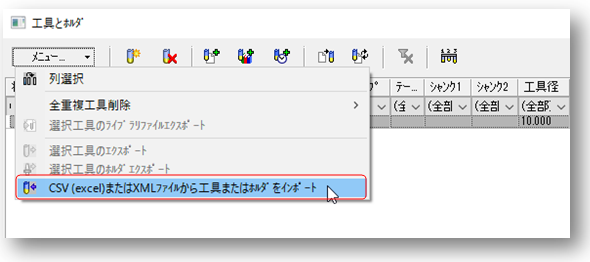 工具とホルダ
メニュー...
列選択
全重複工具削除
選択工具のライブラリファイルエクスポート
選択工具のエクスポート
選択工具のホルダエクスポート
CSV (excel)またはXMLファイルから工具またはホルダをインポート
テー... シャンク1 シャンク2 工具径
(全 (全部) (全部) (全部)
10.000